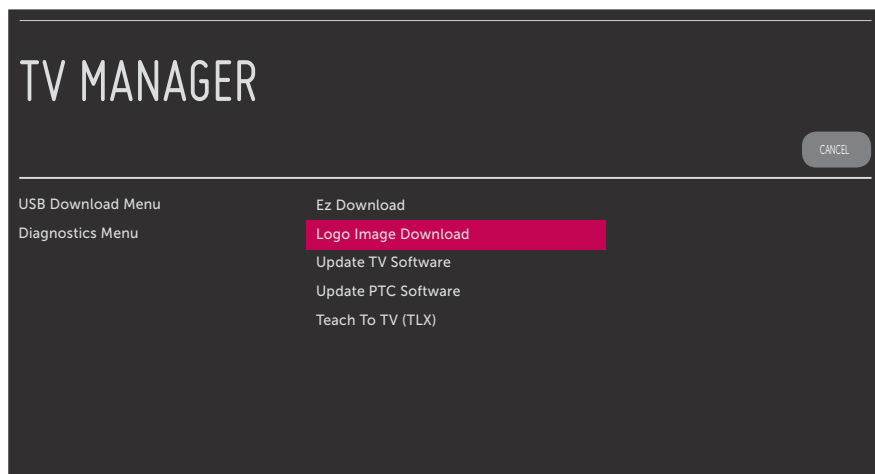 TV MANAGER
CANCEL
USB Download Menu
Diagnostics Menu
Ez Download
Logo Image Download
Update TV Software
Update PTC Software
Teach To TV (TLX)